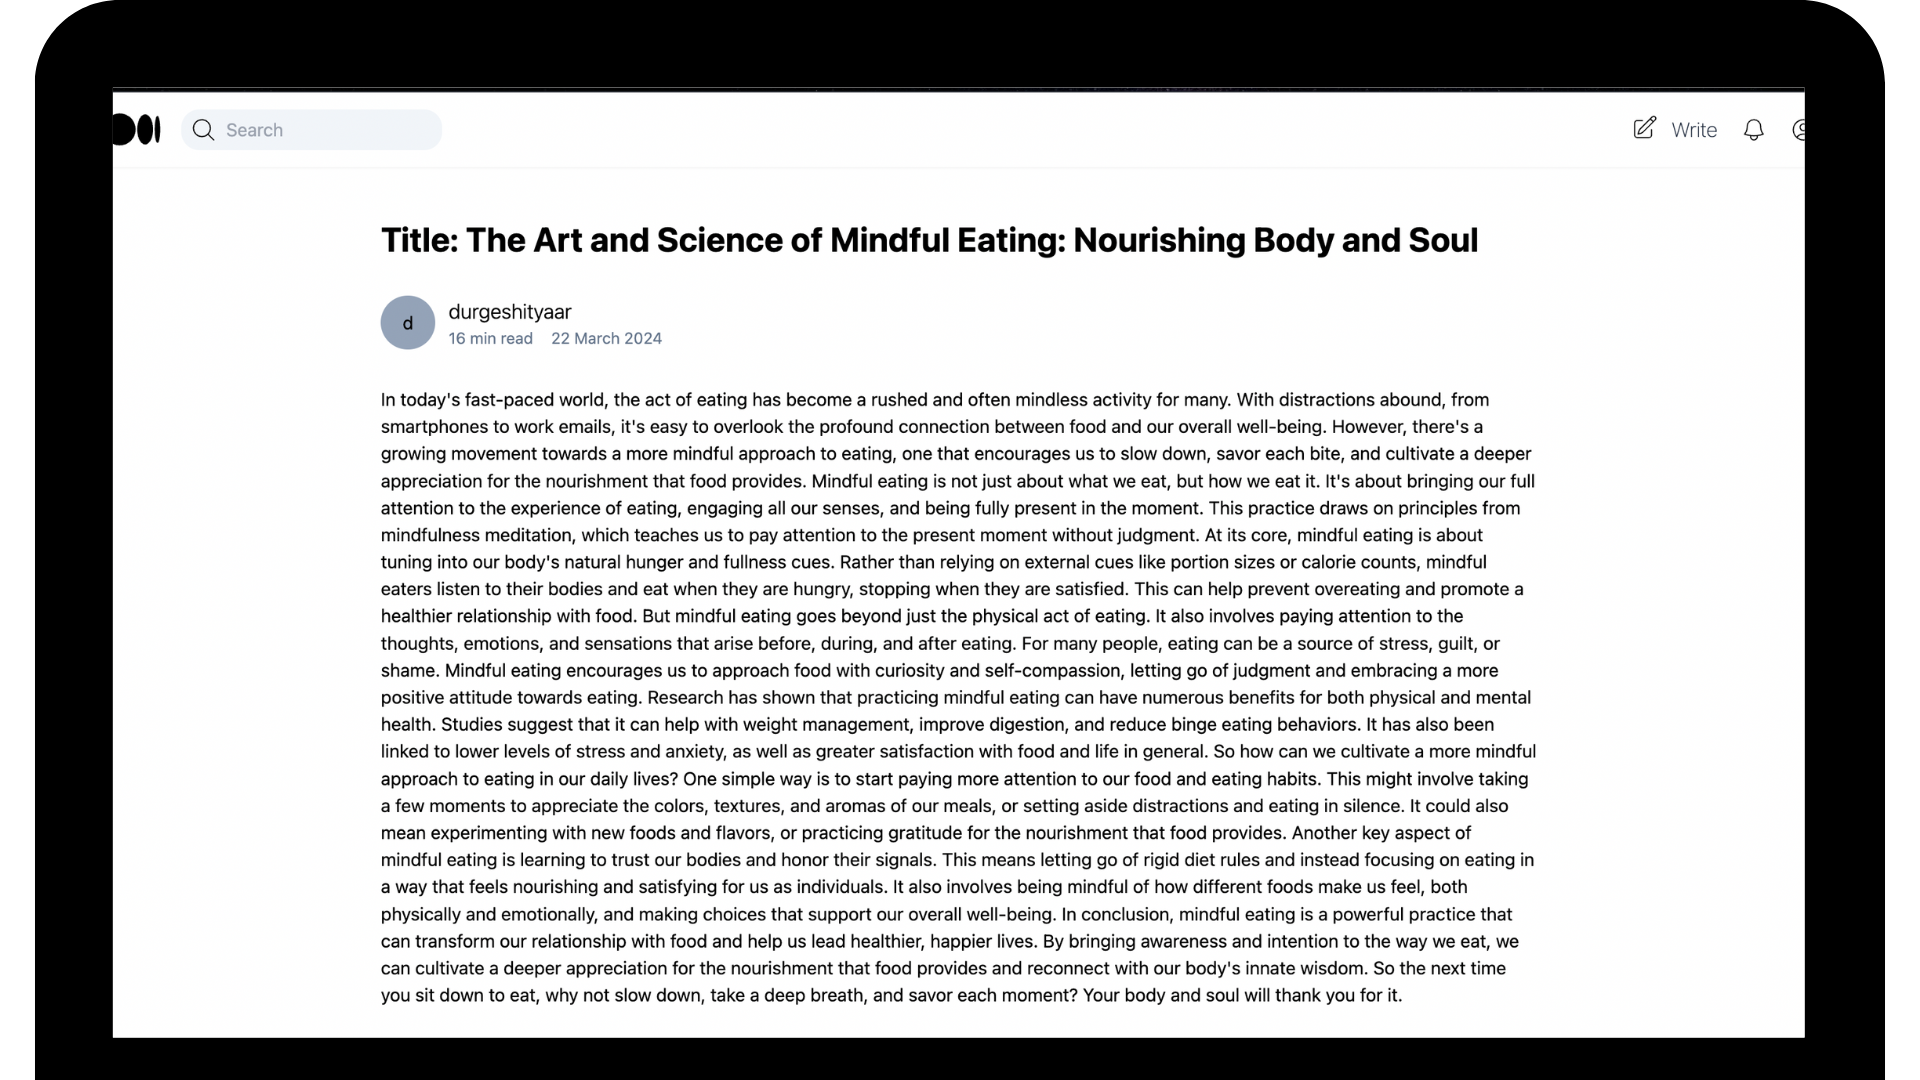 Search
Write
Title: The Art and Science of Mindful Eating: Nourishing Body and Soul
d
durgeshityaar
16 min read 22 March 2024
In today's fast-paced world, the act of eating has become a rushed and often mindless activity for many. With distractions abound, from
smartphones to work emails, it's easy to overlook the profound connection between food and our overall well-being. However, there's a
growing movement towards a more mindful approach to eating, one that encourages us to slow down, savor each bite, and cultivate a deeper
appreciation for the nourishment that food provides. Mindful eating is not just about what we eat, but how we eat it. It's about bringing our full
attention to the experience of eating, engaging all our senses, and being fully present in the moment. This practice draws on principles from
mindfulness meditation, which teaches us to pay attention to the present moment without judgment. At its core, mindful eating is about
tuning into our body's natural hunger and fullness cues. Rather than relying on external cues like portion sizes or calorie counts, mindful
eaters listen to their bodies and eat when they are hungry, stopping when they are satisfied. This can help prevent overeating and promote a
healthier relationship with food. But mindful eating goes beyond just the physical act of eating. It also involves paying attention to the
thoughts, emotions, and sensations that arise before, during, and after eating. For many people, eating can be a source of stress, guilt, or
shame. Mindful eating encourages us to approach food with curiosity and self-compassion, letting go of judgment and embracing a more
positive attitude towards eating. Research has shown that practicing mindful eating can have numerous benefits for both physical and mental
health. Studies suggest that it can help with weight management, improve digestion, and reduce binge eating behaviors. It has also been
linked to lower levels of stress and anxiety, as well as greater satisfaction with food and life in general. So how can we cultivate a more mindful
approach to eating in our daily lives? One simple way is to start paying more attention to our food and eating habits. This might involve taking
a few moments to appreciate the colors, textures, and aromas of our meals, or setting aside distractions and eating in silence. It could also
mean experimenting with new foods and flavors, or practicing gratitude for the nourishment that food provides. Another key aspect of
mindful eating is learning to trust our bodies and honor their signals. This means letting go of rigid diet rules and instead focusing on eating in
a way that feels nourishing and satisfying for us as individuals. It also involves being mindful of how different foods make us feel, both
physically and emotionally, and making choices that support our overall well-being. In conclusion, mindful eating is a powerful practice that
can transform our relationship with food and help us lead healthier, happier lives. By bringing awareness and intention to the way we eat, we
can cultivate a deeper appreciation for the nourishment that food provides and reconnect with our body's innate wisdom. So the next time
you sit down to eat, why not slow down, take a deep breath, and savor each moment? Your body and soul will thank you for it.